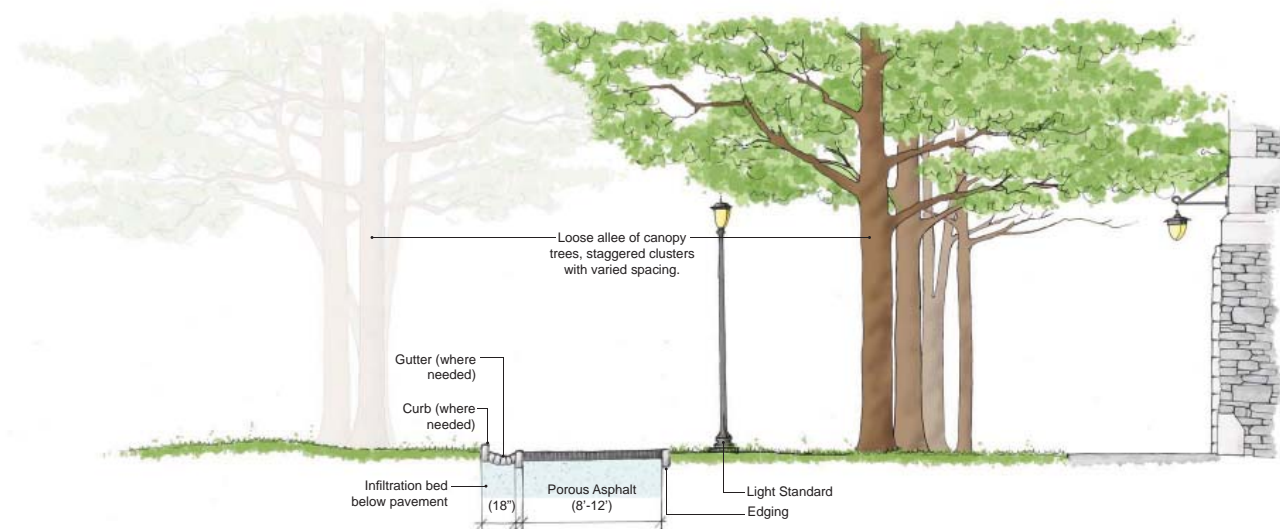 Loose allee of canopy
trees, staggered clusters
with varied spacing.
Gutter (where
needed)
Curb (where
needed)
Infiltration bed
below pavement
(18")
Porous Asphalt
(8'-12')
Light Standard
Edging